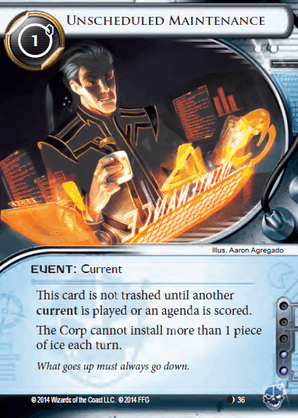 Unscheduled Maintenance
1
MAINTENANCE
Illus. Aaron Agregado
EVENT: Current
This card is not trashed until another
current is played or an agenda is scored.
The Corp cannot install more than 1 piece
of ice each turn.
What goes up must always go down.
©2014 Wizards of the Coast LLC. © 2014 FFG
36